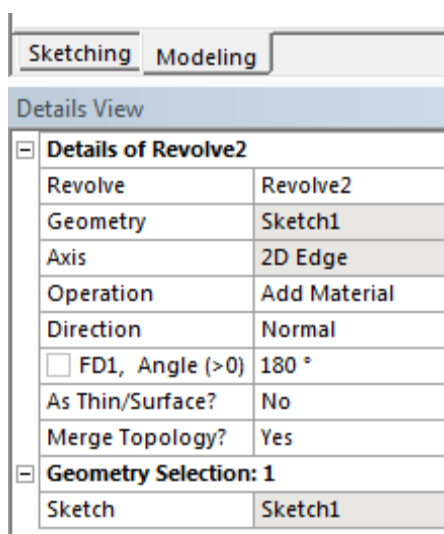 Sketching Modeling
Details View
Details of Revolve2
Revolve Revolve2
Geometry Sketch1
Axis 2D Edge
Operation Add Material
Direction Normal
FD1, Angle (>0) 180 °
As Thin/Surface? No
Merge Topology? Yes
Geometry Selection: 1
Sketch Sketch1